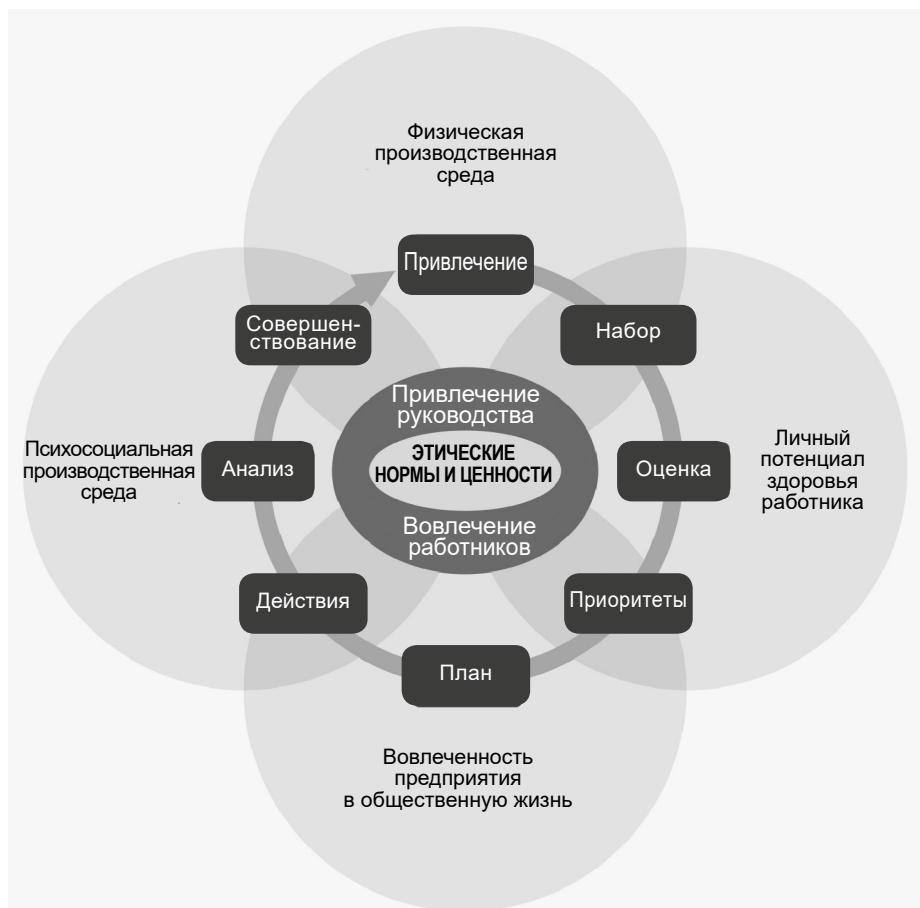 Физическая
производственная
среда
Привлечение
Совершен-
ствование
Набор
Привлечение
руководства
ЭТИЧЕСКИЕ
НОРМЫ И ЦЕННОСТИ
Вовлечение
работников
Психосоциальная
производственная
среда
Анализ
Оценка
Личный
потенциал
здоровья
работника
Действия
Приоритеты
План
Вовлеченность
предприятия
в общественную жизнь